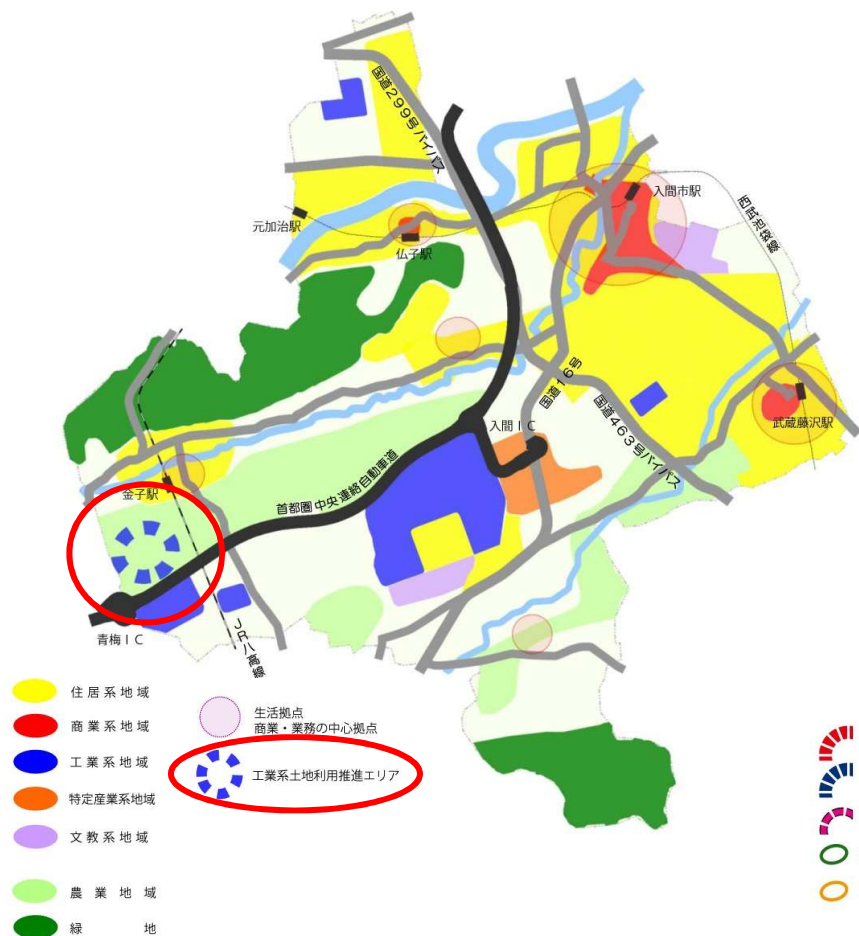 国道299号バイパス
入間市駅
西武池袋線
元加治駅
仏子駅
国道16号
入間IC
国道463号バイパス
武蔵藤沢駅
首都圏中央連絡自動車道
金子駅
青梅IC
JR八高線
住居系地域
商業系地域
工業系地域
特定産業系地域
文教系地域
農業地域
緑地
生活拠点
商業・業務の中心拠点
工業系土地利用推進エリア